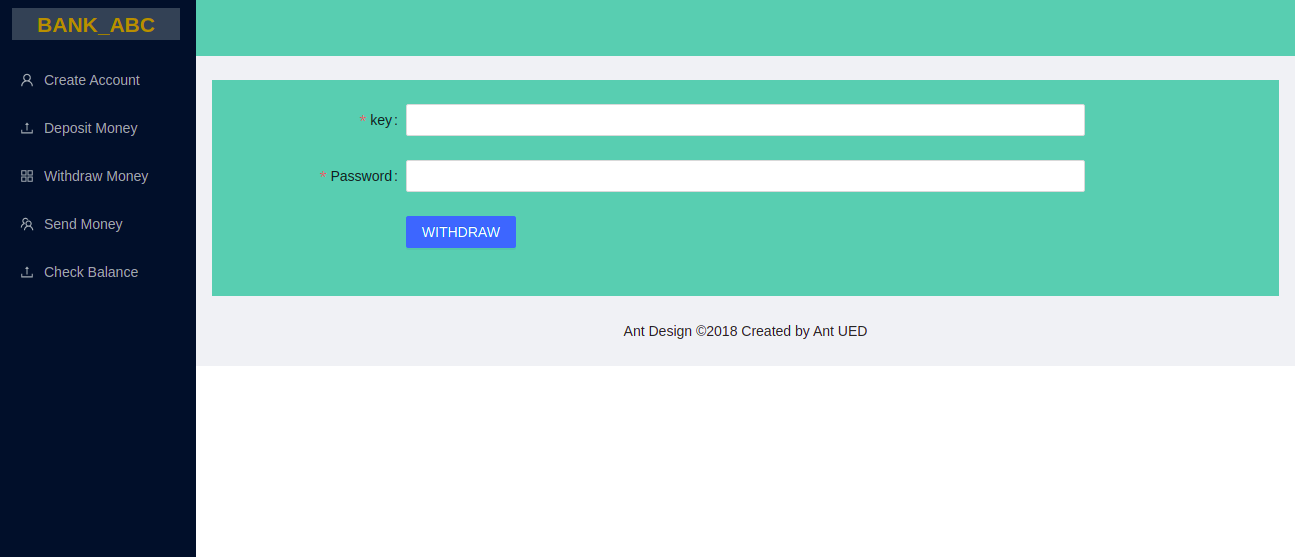 BANK_ABC
Create Account
Deposit Money
Withdraw Money
Send Money
Check Balance
* key :
* Password :
WITHDRAW
Ant Design ©2018 Created by Ant UED